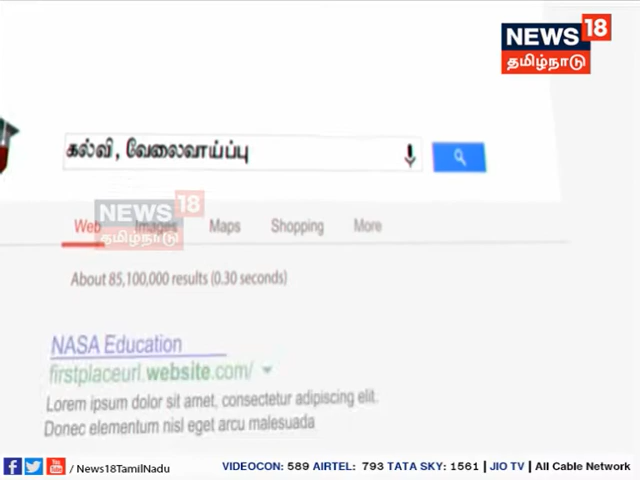 NEWS 18
தமிழ்நாடு
கல்வி, வேலைவாய்ப்பு
NEWS 18
தமிழ்நாடு
Web Images Maps Shopping More
About 85,100,000 results (0.30 seconds)
NASA Education
firstplaceurl.website.com/
Lorem ipsum dolor sit amet, consectetur adipiscing elit.
Donec elementum nisl eget arcu malesuada
/ News18TamilNadu VIDEOCON: 589 AIRTEL: 793 TATA SKY: 1561 | JIO TV | All Cable Network